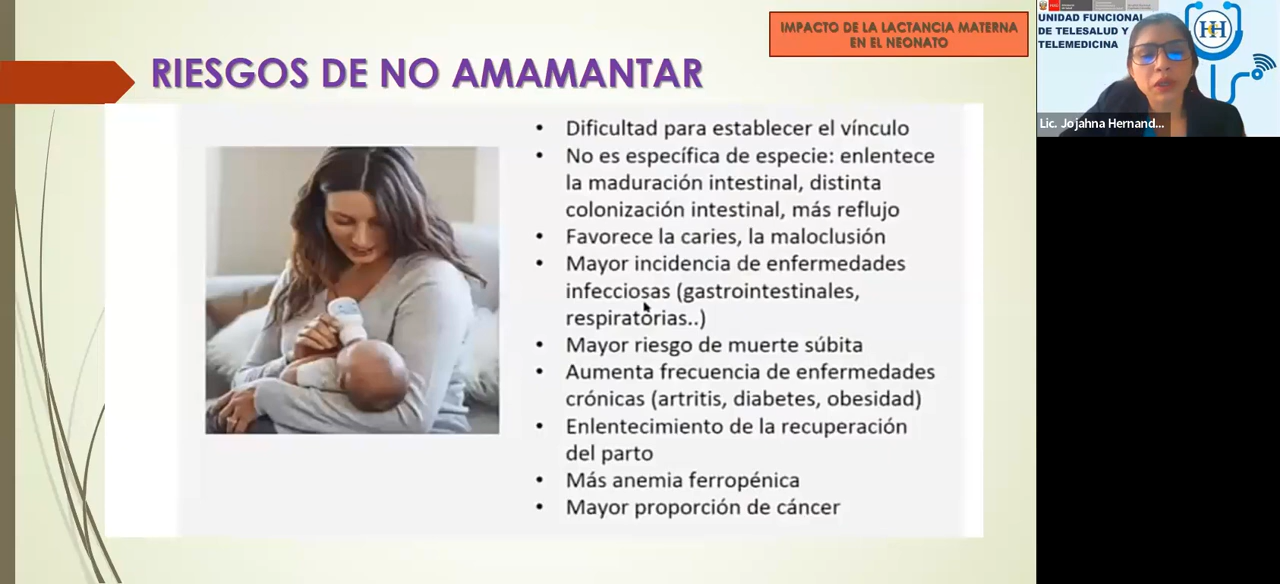 IMPACTO DE LA LACTANCIA MATERNA
EN EL NEONATO
RIESGOS DE NO AMAMANTAR
• Dificultad para establecer el vínculo
• No es específica de especie: enlentece
la maduración intestinal, distinta
colonización intestinal, más reflujo
• Favorece la caries, la maloclusión
• Mayor incidencia de enfermedades
infecciosas (gastrointestinales,
respiratorias..)
• Mayor riesgo de muerte súbita
• Aumenta frecuencia de enfermedades
crónicas (artritis, diabetes, obesidad)
• Enlentecimiento de la recuperación
del parto
• Más anemia ferropénica
• Mayor proporción de cáncer
UNIDAD FUNCIONAL
DE TELESALUD Y
TELEMEDICINA
Lic. Jojahna Hernand...